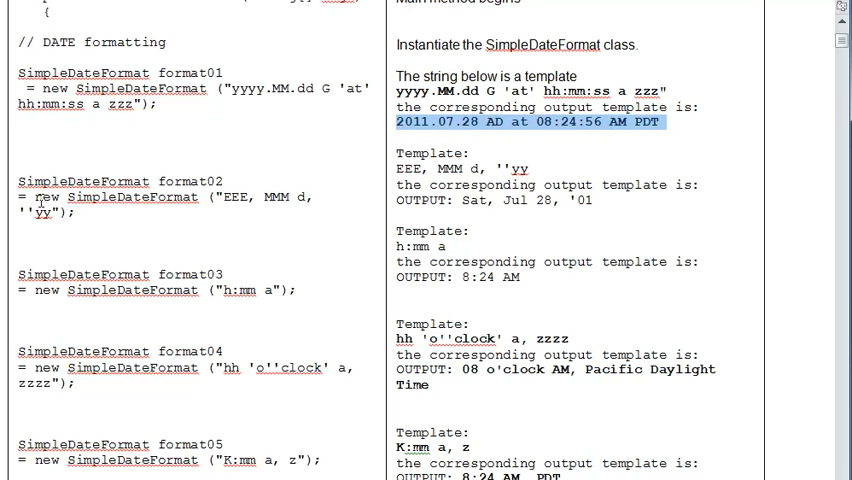 {
// DATE formatting
SimpleDateFormat format01
= new SimpleDateFormat ("yyyy.MM.dd G 'at'
hh:mm:ss a zzz");
SimpleDateFormat format02
= new SimpleDateFormat ("EEE, MMM d,
''yy");
SimpleDateFormat format03
= new SimpleDateFormat ("h:mm a");
SimpleDateFormat format04
= new SimpleDateFormat ("hh 'o''clock' a,
zzzz");
SimpleDateFormat format05
= new SimpleDateFormat ("K:mm a, z");
Main method begins
Instantiate the SimpleDateFormat class.
The string below is a template
yyyy.MM.dd G 'at' hh:mm:ss a zzz"
the corresponding output template is:
2011.07.28 AD at 08:24:56 AM PDT
Template:
EEE, MMM d, ''yy
the corresponding output template is:
OUTPUT: Sat, Jul 28, '01
Template:
h:mm a
the corresponding output template is:
OUTPUT: 8:24 AM
Template:
hh 'o''clock' a, zzzz
the corresponding output template is:
OUTPUT: 08 o'clock AM, Pacific Daylight
Time
Template:
K:mm a, z
the corresponding output template is:
OUTPUT: 8:24 AM, PDT